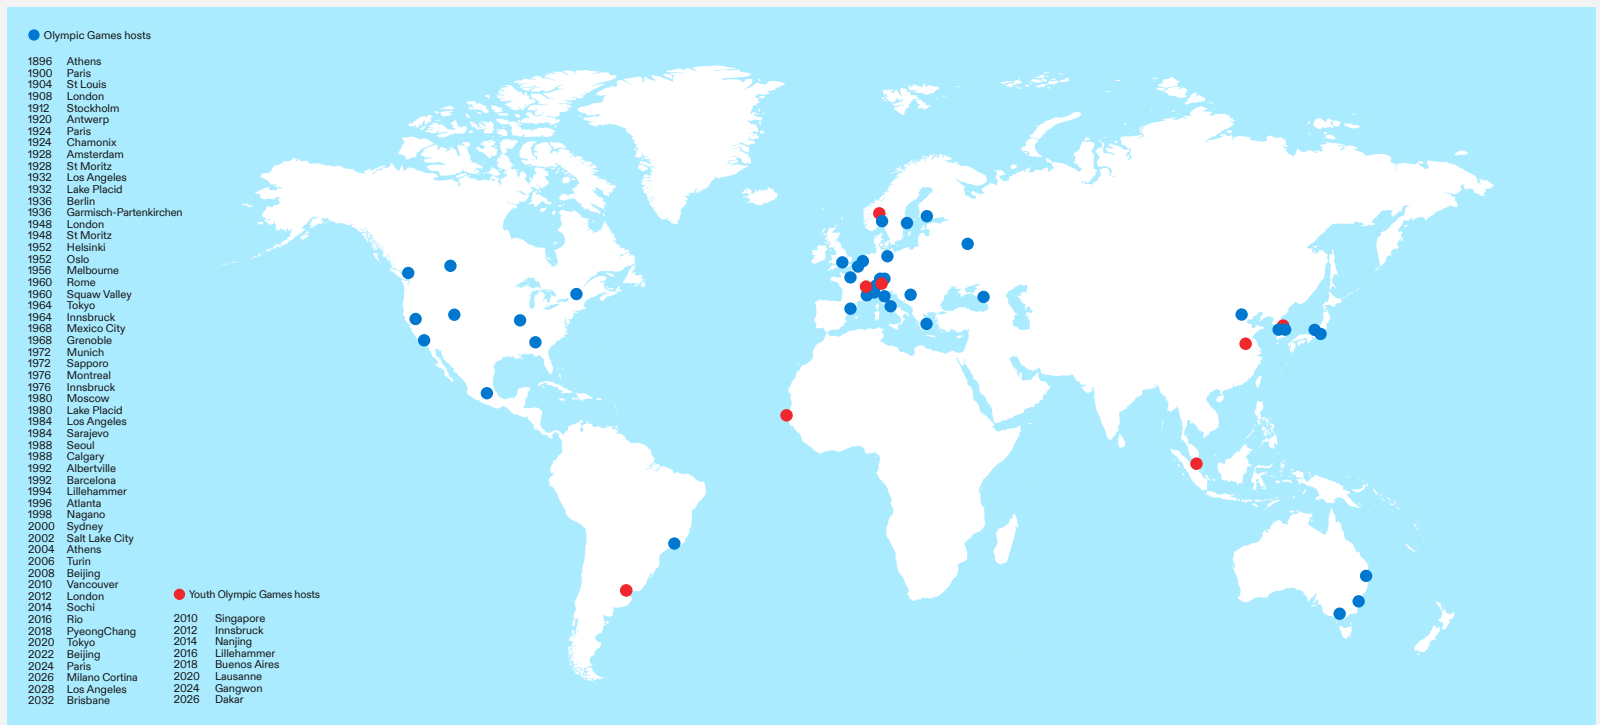 Olympic Games hosts
1896 Athens
1900 Paris
1904 St Louis
1908 London
1912 Stockholm
1920 Antwerp
1924 Paris
1924 Chamonix
1928 Amsterdam
1928 St Moritz
1932 Los Angeles
1932 Lake Placid
1936 Berlin
1936 Garmisch-Partenkirchen
1948 London
1948 St Moritz
1952 Helsinki
1952 Oslo
1956 Melbourne
1960 Rome
1960 Squaw Valley
1964 Tokyo
1964 Innsbruck
1968 Mexico City
1968 Grenoble
1972 Munich
1972 Sapporo
1976 Montreal
1976 Innsbruck
1980 Moscow
1980 Lake Placid
1984 Los Angeles
1984 Sarajevo
1988 Seoul
1988 Calgary
1992 Albertville
1992 Barcelona
1994 Lillehammer
1996 Atlanta
1998 Nagano
2000 Sydney
2002 Salt Lake City
2004 Athens
2006 Turin
2008 Beijing
2010 Vancouver
2012 London
2014 Sochi
2016 Rio
2018 PyeongChang
2020 Tokyo
2022 Beijing
2024 Paris
2026 Milano Cortina
2028 Los Angeles
2032 Brisbane
Youth Olympic Games hosts
2010 Singapore
2012 Innsbruck
2014 Nanjing
2016 Lillehammer
2018 Buenos Aires
2020 Lausanne
2024 Gangwon
2026 Dakar